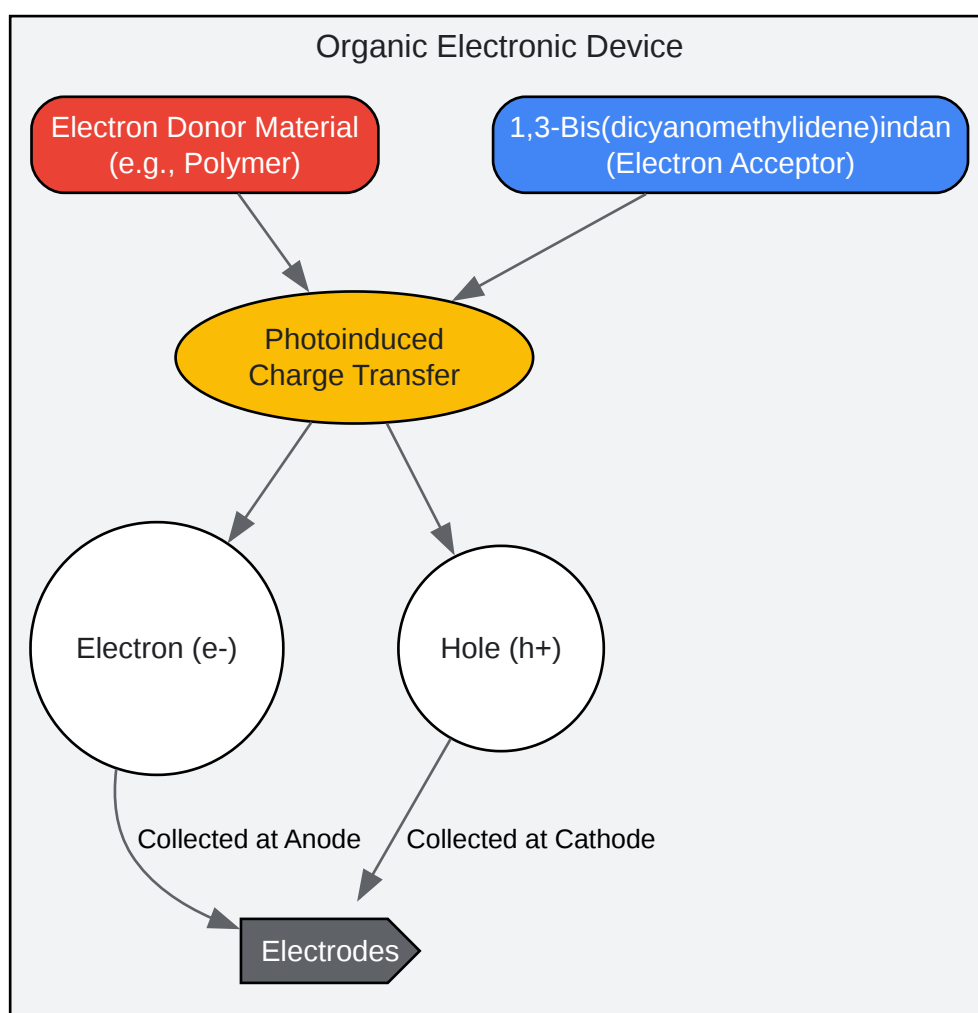 Organic Electronic Device
Electron Donor Material
(e.g., Polymer)
1,3-Bis(dicyanomethylidene)indan
(Electron Acceptor)
Photoinduced
Charge Transfer
Electron (e-)
Hole (h+)
Collected at Anode
Collected at Cathode
Electrodes